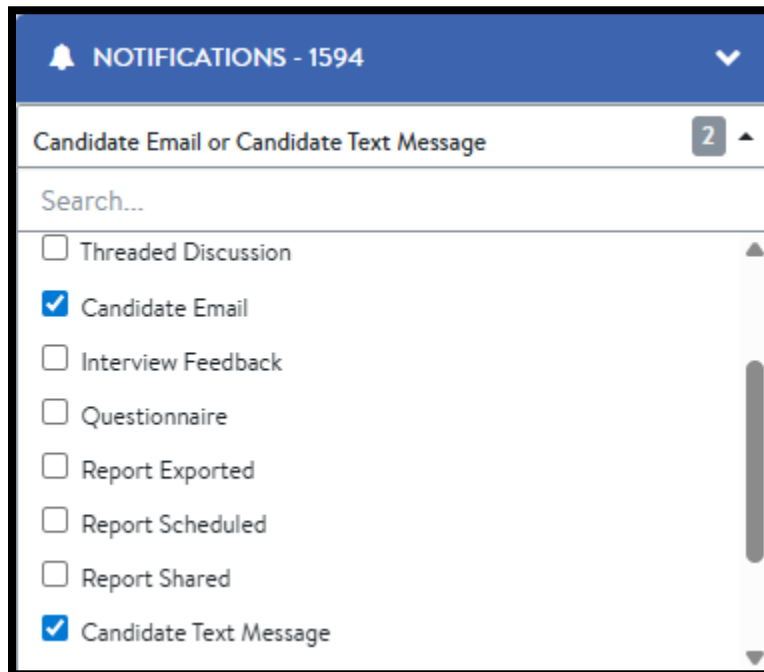 NOTIFICATIONS - 1594
Candidate Email or Candidate Text Message 2
Search...
Threaded Discussion
Candidate Email
Interview Feedback
Questionnaire
Report Exported
Report Scheduled
Report Shared
Candidate Text Message